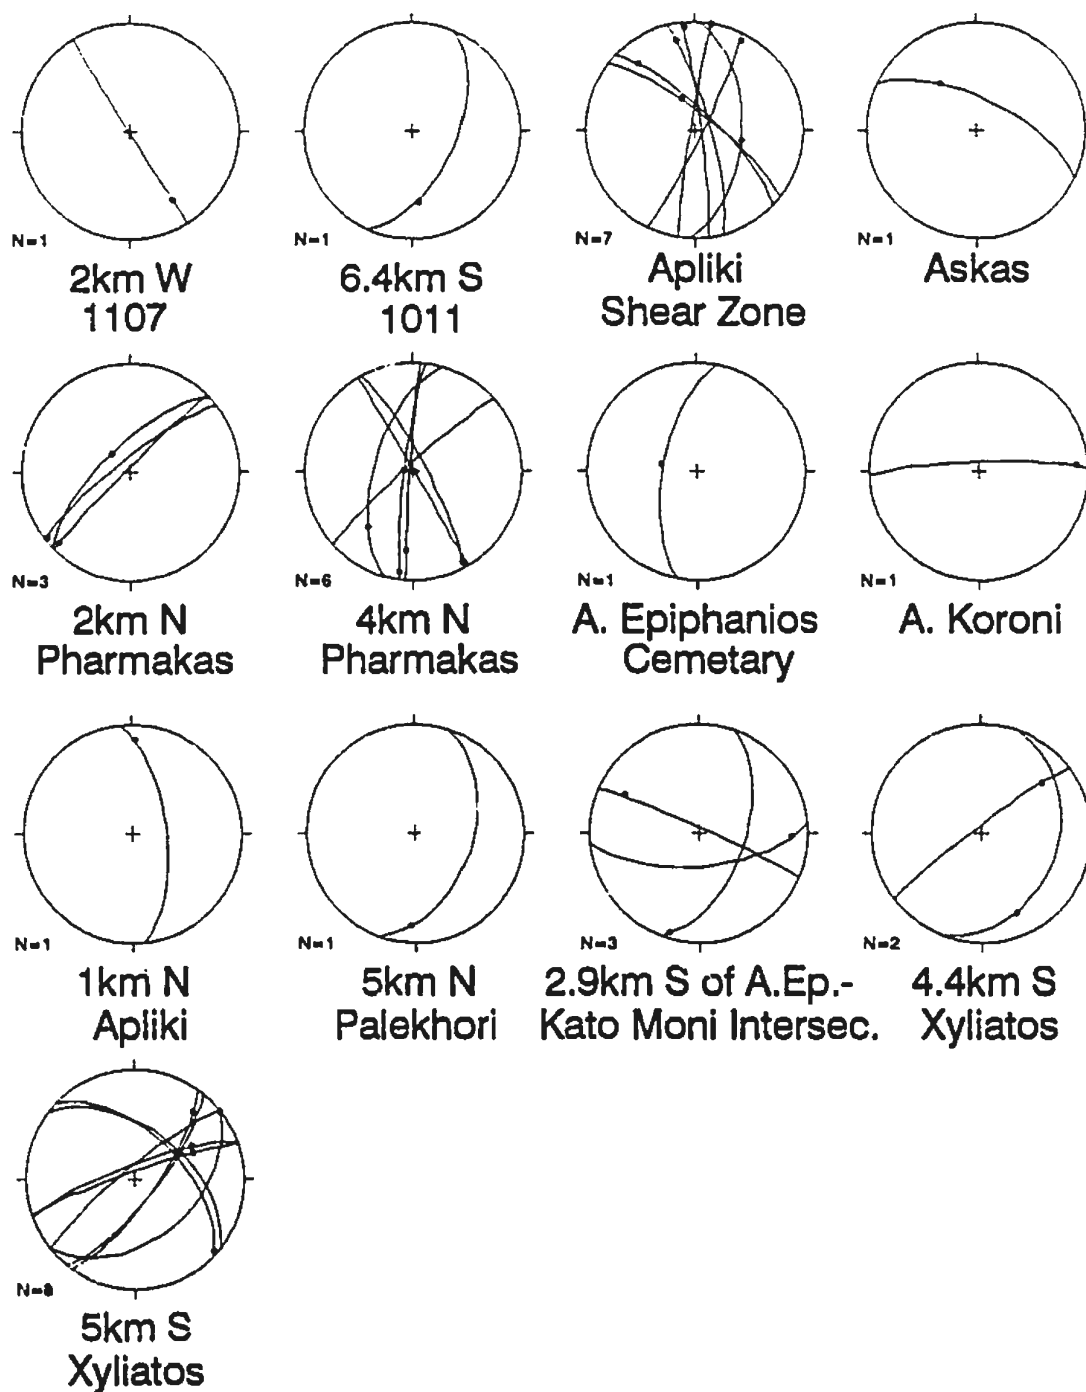 N=1
2km W
1107
N=1
6.4km S
1011
N=7
Apliki
Shear Zone
N=1
Askas
N=3
2km N
Pharmakas
N=6
4km N
Pharmakas
N=1
A. Epiphanios
Cemetary
N=1
A. Koroni
N=1
1km N
Apliki
N=1
5km N
Palekhori
N=3
2.9km S of A.Ep.-
Kato Moni Intersec.
N=2
4.4km S
Xyliatos
N=8
5km S
Xyliatos